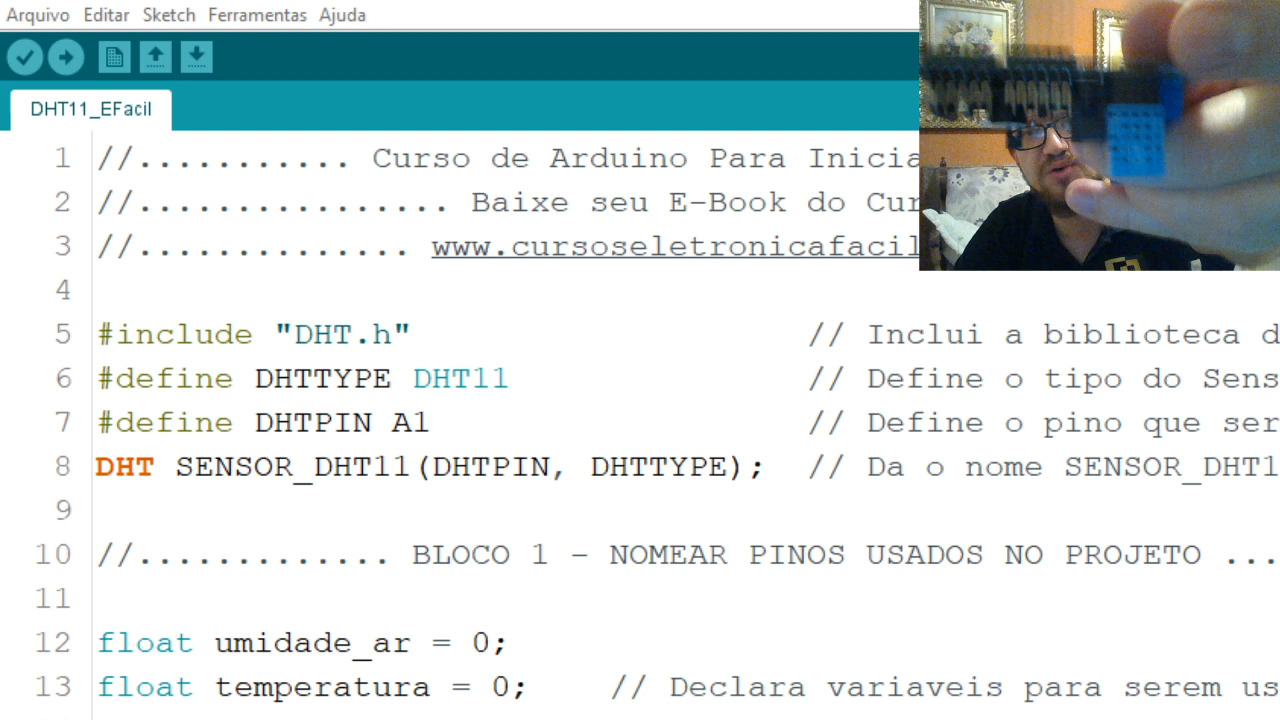 Arquivo Editar Sketch Ferramentas Ajuda
DHT11_EFacil
1 //........... Curso de Arduino Para Inicia
2 //................ Baixe seu E-Book do Cur
3 //.............. www.cursoseletronicafacil
4
5 #include "DHT.h" // Inclui a biblioteca d
6 #define DHTTYPE DHT11 // Define o tipo do Sens
7 #define DHTPIN A1 // Define o pino que ser
8 DHT SENSOR_DHT11(DHTPIN, DHTTYPE); // Da o nome SENSOR_DHT1
9
10 //............. BLOCO 1 - NOMEAR PINOS USADOS NO PROJETO ...
11
12 float umidade_ar = 0;
13 float temperatura = 0; // Declara variaveis para serem us